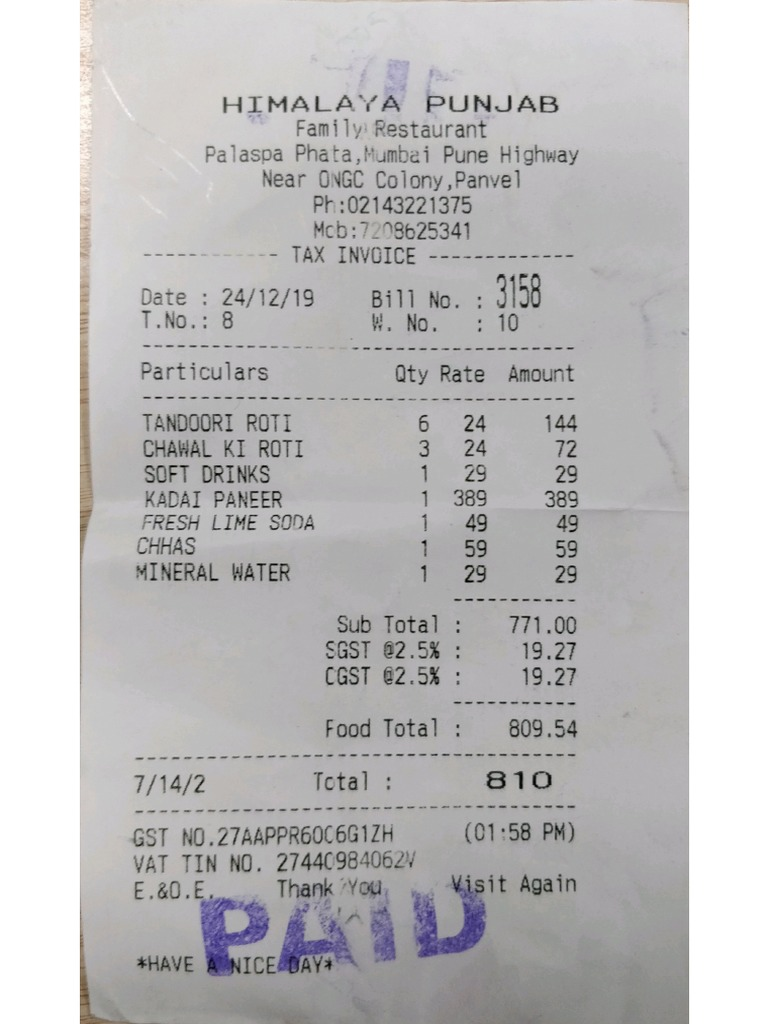 HIMALAYA PUNJAB
Family Restaurant
Palaspa Phata,Mumbai Pune Highway
Near ONGC Colony,Panvel
Ph:02143221375
Mob:7208625341
------------ TAX INVOICE -------------
Date : 24/12/19 Bill No. : 3158
T.No.: 8 W. No. : 10
Particulars Qty Rate Amount
TANDOORI ROTI 6 24 144
CHAWAL KI ROTI 3 24 72
SOFT DRINKS 1 29 29
KADAI PANEER 1 389 389
FRESH LIME SODA 1 49 49
CHHAS 1 59 59
MINERAL WATER 1 29 29
Sub Total : 771.00
SGST @2.5% : 19.27
CGST @2.5% : 19.27
Food Total : 809.54
7/14/2 Total : 810
GST NO.27AAPPR6006G1ZH (01:58 PM)
VAT TIN NO. 27440984062V
E.&O.E. Thank You Visit Again
PAID
*HAVE A NICE DAY*